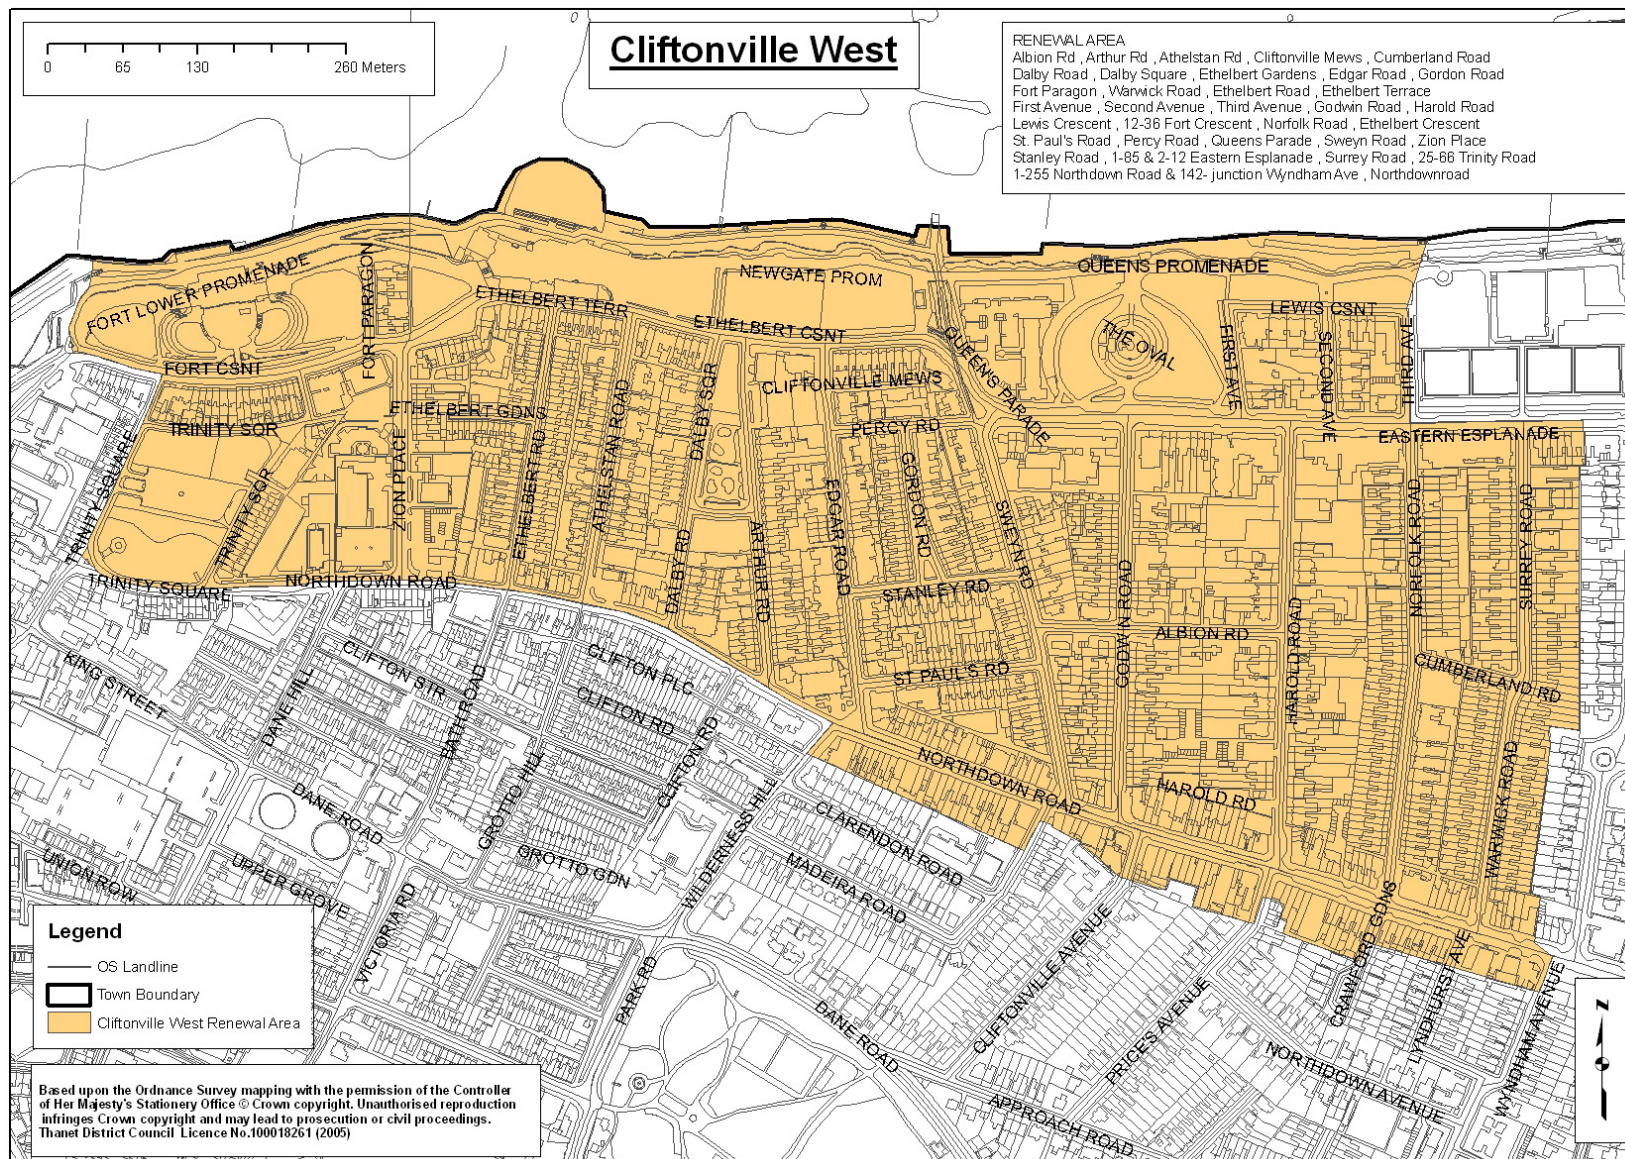 Cliftonville West
0 65 130 260 Meters
RENEWAL AREA
Albion Rd , Arthur Rd , Athelstan Rd , Cliftonville Mews , Cumberland Road
Dalby Road , Dalby Square , Ethelbert Gardens , Edgar Road , Gordon Road
Fort Paragon , Warwick Road , Ethelbert Road , Ethelbert Terrace
First Avenue , Second Avenue , Third Avenue , Godwin Road , Harold Road
Lewis Crescent , 12-36 Fort Crescent , Norfolk Road , Ethelbert Crescent
St. Paul's Road , Percy Road , Queens Parade , Sweyn Road , Zion Place
Stanley Road , 1-85 & 2-12 Eastern Esplanade , Surrey Road , 25-66 Trinity Road
1-255 Northdown Road & 142- junction Wyndham Ave , Northdownroad
FORT LOWER PROMENADE
FORT PARAGON
NEWGATE PROM
QUEENS PROMENADE
ETHELBERT TERR
ETHELBERT CSNT
LEWIS CSNT
THE OVAL
FIRST AVE
SECOND AVE
THIRD AVE
QUEEN'S PARADE
FORT CSNT
CLIFTONVILLE MEWS
DALBY SQR
ETHELBERT GDNS
TRINITY SQR
PERCY RD
EASTERN ESPLANADE
TRINITY SQUARE
TRINITY SQR
ZION PLACE
ETHELBERT RD
ATHELSTAN ROAD
DALBY RD
ARTHUR RD
EDGAR ROAD
GORDON RD
SWEYN RD
GODWIN ROAD
HAROLD ROAD
NORFOLK ROAD
SURREY ROAD
TRINITY SQUARE
NORTHDOWN ROAD
STANLEY RD
ALBION RD
ST PAUL'S RD
CUMBERLAND RD
KING STREET
DANE HILL
CLIFTON STR
BATH ROAD
CLIFTON PLC
CLIFTON RD
CLIFTON RD
NORTHDOWN ROAD
HAROLD RD
WARWICK ROAD
DANE ROAD
GROTTO HILL
WILDERNESS HILL
CLARENDON ROAD
MADEIRA ROAD
UNION ROW
UPPER GROVE
GROTTO GDN
VICTORIA RD
PARK RD
CLIFTONVILLE AVENUE
CRAWFORD GDNS
LYNDHURST AVE
WYNDHAM AVENUE
DANE ROAD
PRICE'S AVENUE
NORTHDOWN AVENUE
APPROACH ROAD
Legend
OS Landline
Town Boundary
Cliftonville West Renewal Area
Based upon the Ordnance Survey mapping with the permission of the Controller
of Her Majesty's Stationery Office © Crown copyright. Unauthorised reproduction
infringes Crown copyright and may lead to prosecution or civil proceedings.
Thanet District Council Licence No.100018261 (2005)
N